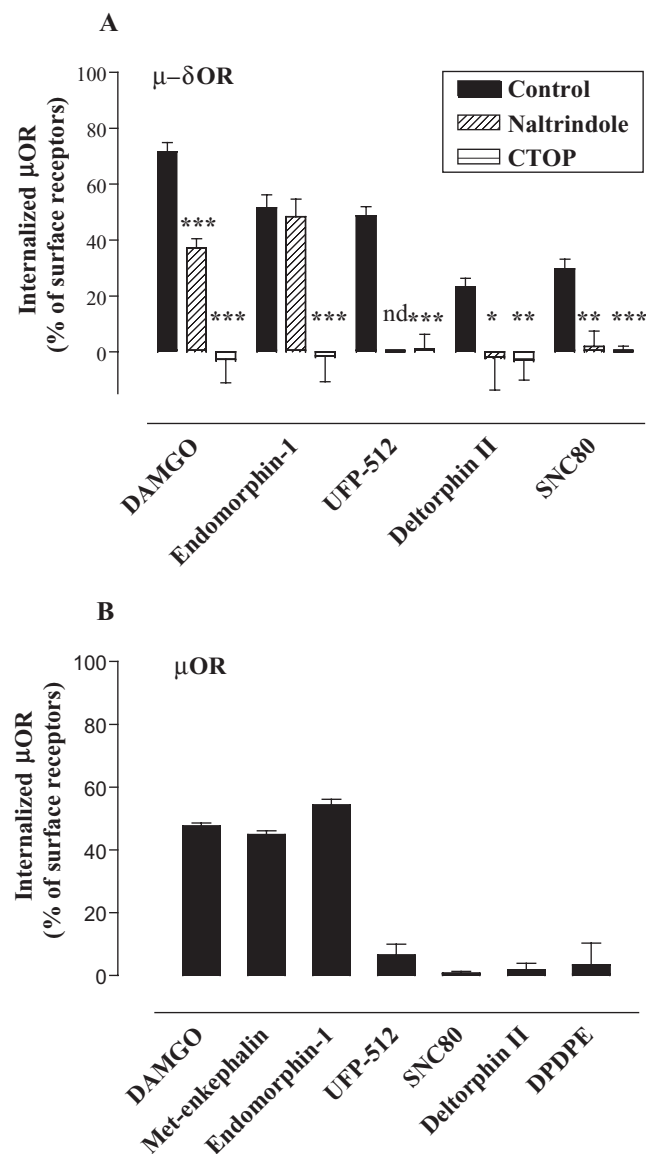 A
μ–δOR
Control
Naltrindole
CTOP
Internalized μOR
(% of surface receptors)
100
80
60
40
20
0
***
***
***
nd
***
*
**
**
***
DAMGO
Endomorphin-1
UFP-512
Deltorphin II
SNC80
B
μOR
Internalized μOR
(% of surface receptors)
100
80
60
40
20
0
DAMGO
Met-enkephalin
Endomorphin-1
UFP-512
SNC80
Deltorphin II
DPDPE